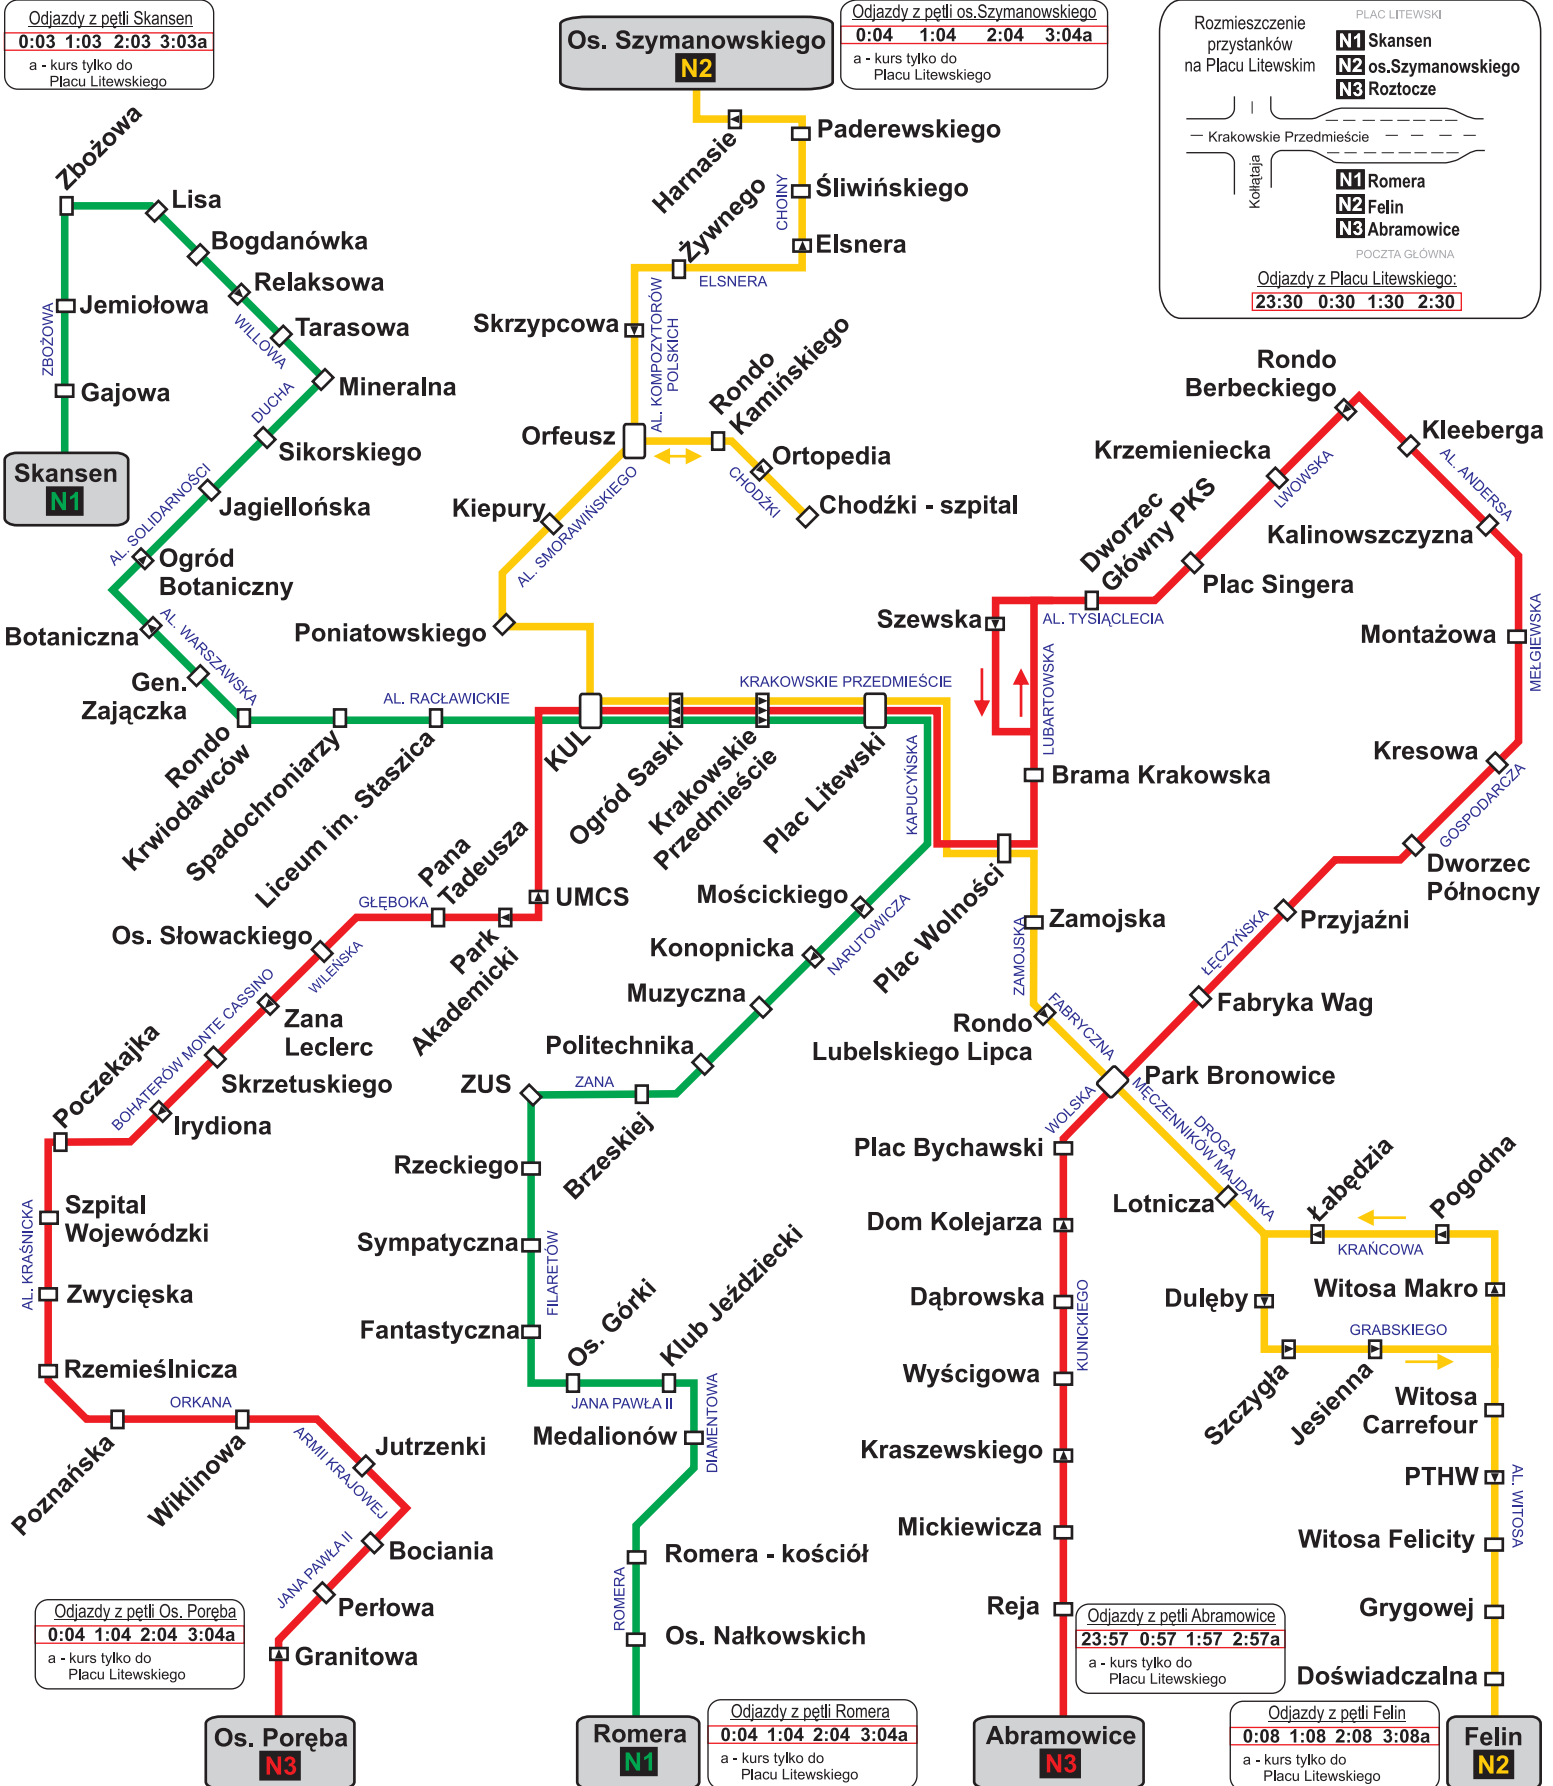 Odjazdy z pętli Skansen
0:03 1:03 2:03 3:03a
a - kurs tylko do
Placu Litewskiego
Os. Szymanowskiego
N2
Odjazdy z pętli os.Szymanowskiego
0:04 1:04 2:04 3:04a
a - kurs tylko do
Placu Litewskiego
Rozmieszczenie
przystanków
na Placu Litewskim
PLAC LITEWSKI
N1 Skansen
N2 os.Szymanowskiego
N3 Roztocze
Krakowskie Przedmieście
Kołłątaja
N1 Romera
N2 Felin
N3 Abramowice
POCZTA GŁÓWNA
Odjazdy z Placu Litewskiego:
23:30 0:30 1:30 2:30
Zbożowa
Lisa
Bogdanówka
Relaksowa
Tarasowa
Mineralna
Jemiołowa
Gajowa
ZBOŻOWA
WILLOWA
DUCHA
Sikorskiego
Jagiellońska
Skansen
N1
AL. SOLIDARNOŚCI
Ogród
Botaniczny
Botaniczna
AL. WARSZAWSKA
Gen.
Zajączka
Rondo
Krwiodawców
Spadochroniarzy
Liceum im. Staszica
AL. RACŁAWICKIE
Harnasie
Paderewskiego
Śliwińskiego
CHOINY
Elsnera
Żywnego
ELSNERA
Skrzypcowa
AL. KOMPOZYTORÓW
POLSKICH
Orfeusz
Rondo
Kamińskiego
Ortopedia
CHODŹKI
Chodźki - szpital
Kiepury
AL. SMORAWIŃSKIEGO
Poniatowskiego
KUL
Ogród Saski
Krakowskie
Przedmieście
Plac Litewski
KRAKOWSKIE PRZEDMIEŚCIE
KAPUCYŃSKA
Rondo
Berbeckiego
Kleeberga
AL. ANDERSA
Krzemieniecka
LWOWSKA
Kalinowszczyzna
Dworzec
Główny PKS
Plac Singera
Szewska
AL. TYSIĄCLECIA
LUBARTOWSKA
Montażowa
MEŁGIEWSKA
Brama Krakowska
Kresowa
GOSPODARCZA
Dworzec
Północny
Przyjaźni
ŁĘCZYŃSKA
Fabryka Wag
Plac Wolności
Zamojska
ZAMOJSKA
Rondo
Lubelskiego Lipca
FABRYCZNA
Park Bronowice
WOLSKA
DROGA
MĘCZENNIKÓW MAJDANKA
Lotnicza
Łabędzia
Pogodna
KRAŃCOWA
Witosa Makro
Dulęby
GRABSKIEGO
Szczygła
Jesienna
Witosa
Carrefour
PTHW
AL. WITOSA
Witosa Felicity
Grygowej
Doświadczalna
Felin
N2
Odjazdy z pętli Felin
0:08 1:08 2:08 3:08a
a - kurs tylko do
Placu Litewskiego
Plac Bychawski
Dom Kolejarza
Dąbrowska
KUNICKIEGO
Wyścigowa
Kraszewskiego
Mickiewicza
Reja
Odjazdy z pętli Abramowice
23:57 0:57 1:57 2:57a
a - kurs tylko do
Placu Litewskiego
Abramowice
N3
Mościckiego
Konopnicka
NARUTOWICZA
Muzyczna
Politechnika
ZUS
ZANA
Brzeskiej
Rzeckiego
Sympatyczna
FILARETÓW
Fantastyczna
Os. Górki
Klub Jeździecki
JANA PAWŁA II
Medalionów
DIAMENTOWA
Romera - kościół
ROMERA
Os. Nałkowskich
Romera
N1
Odjazdy z pętli Romera
0:04 1:04 2:04 3:04a
a - kurs tylko do
Placu Litewskiego
UMCS
Park
Akademicki
Pana
Tadeusza
GŁĘBOKA
Os. Słowackiego
WILEŃSKA
Zana
Leclerc
BOHATERÓW MONTE CASSINO
Skrzetuskiego
Irydiona
Poczekajka
Szpital
Wojewódzki
AL. KRAŚNICKA
Zwycięska
Rzemieślnicza
ORKANA
Poznańska
Wiklinowa
Jutrzenki
ARMII KRAJOWEJ
Bociania
JANA PAWŁA II
Perłowa
Granitowa
Odjazdy z pętli Os. Poręba
0:04 1:04 2:04 3:04a
a - kurs tylko do
Placu Litewskiego
Os. Poręba
N3